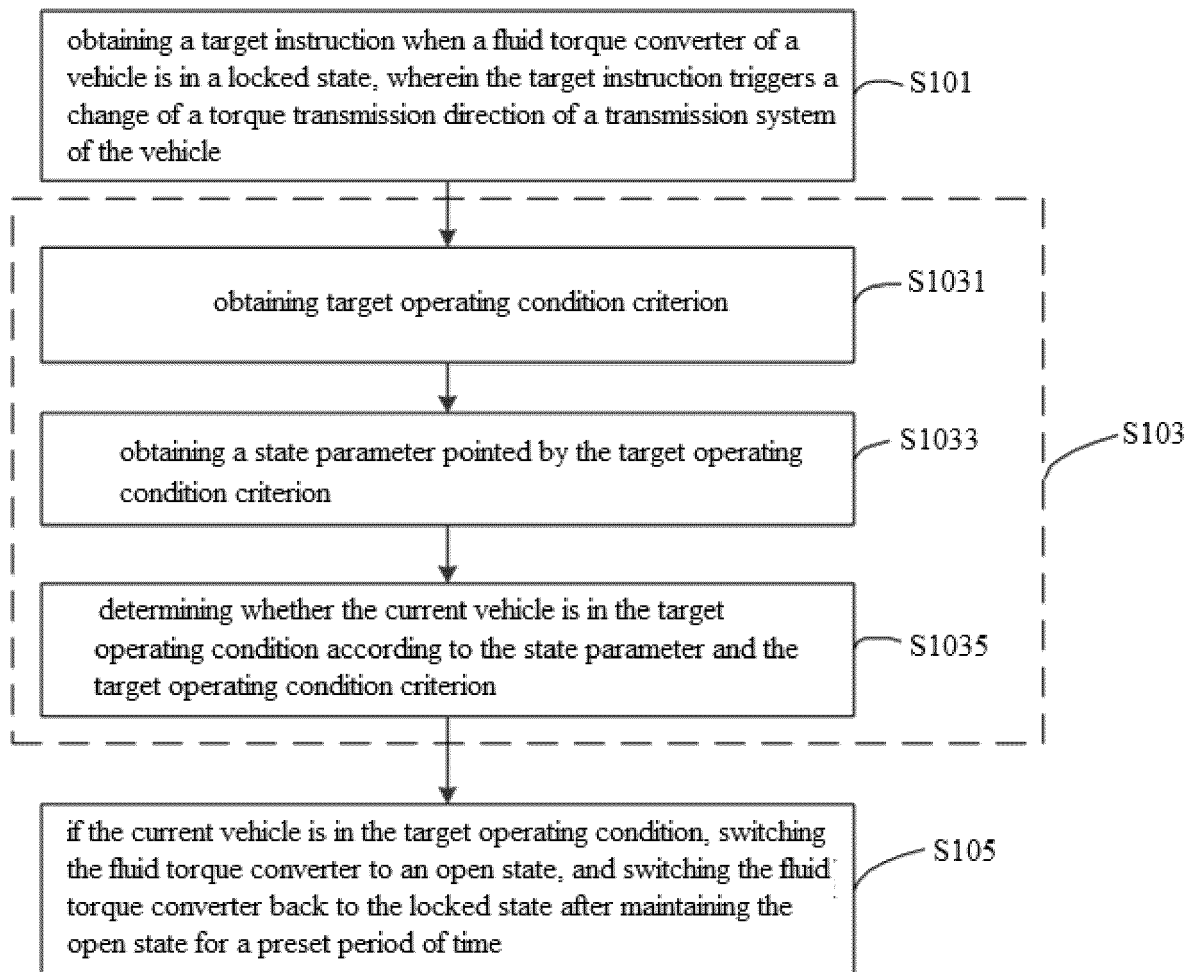 obtaining a target instruction when a fluid torque converter of a
vehicle is in a locked state, wherein the target instruction triggers a
change of a torque transmission direction of a transmission system
of the vehicle
S101
obtaining target operating condition criterion
S1031
obtaining a state parameter pointed by the target operating
condition criterion
S1033
S103
determining whether the current vehicle is in the target
operating condition according to the state parameter and the
target operating condition criterion
S1035
if the current vehicle is in the target operating condition, switching
the fluid torque converter to an open state, and switching the fluid
torque converter back to the locked state after maintaining the
open state for a preset period of time
S105